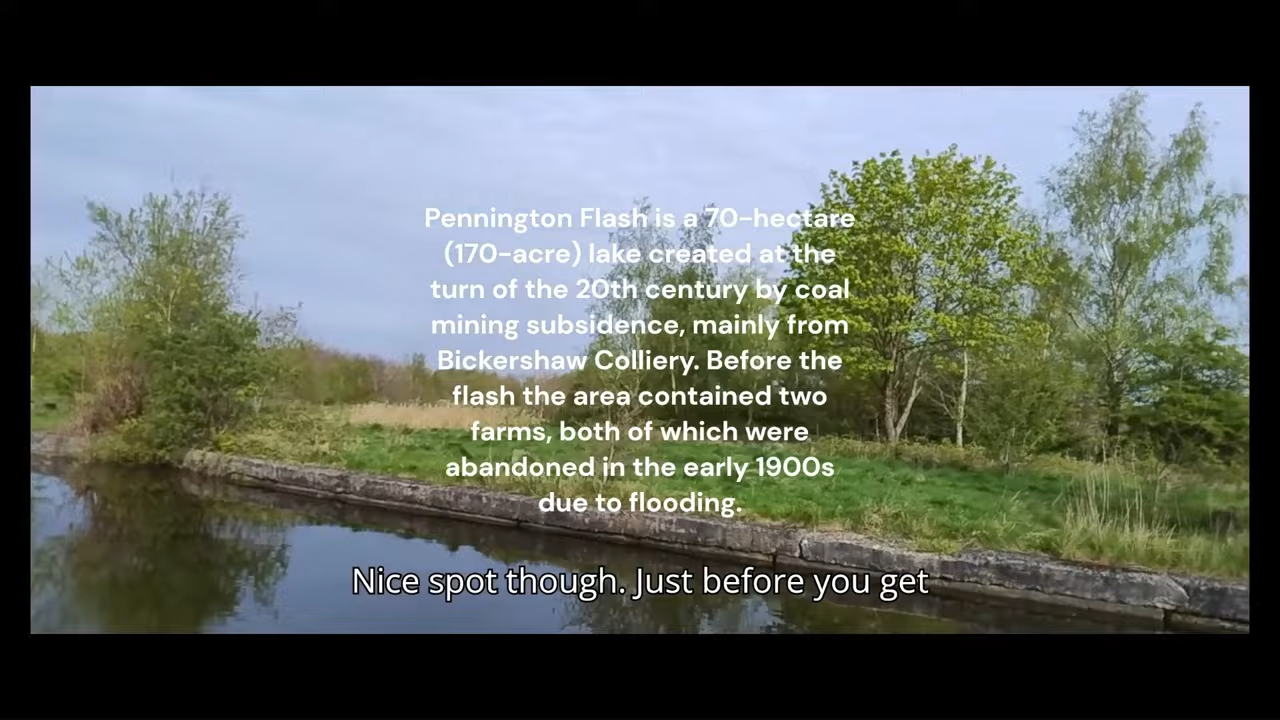 Pennington Flash is a 70-hectare
(170-acre) lake created at the
turn of the 20th century by coal
mining subsidence, mainly from
Bickershaw Colliery. Before the
flash the area contained two
farms, both of which were
abandoned in the early 1900s
due to flooding.
Nice spot though. Just before you get